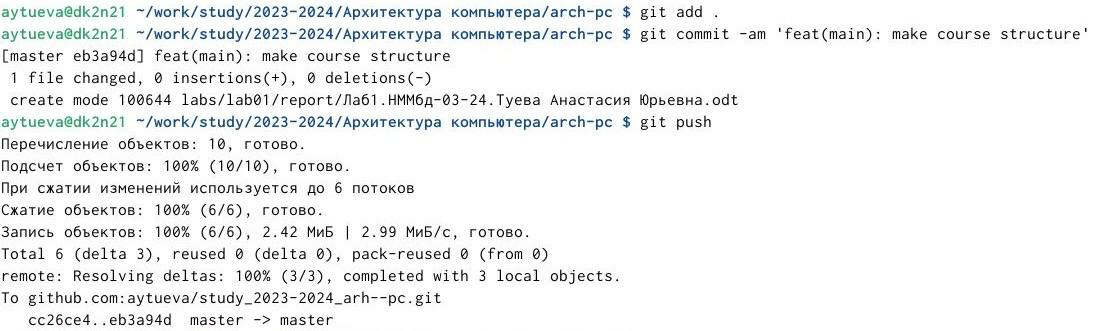 aytueva@dk2n21 ~/work/study/2023-2024/Архитектура компьютера/arch-pc $ git add .
aytueva@dk2n21 ~/work/study/2023-2024/Архитектура компьютера/arch-pc $ git commit -am 'feat(main): make course structure'
[master eb3a94d] feat(main): make course structure
 1 file changed, 0 insertions(+), 0 deletions(-)
 create mode 100644 labs/lab01/report/Лаб1.НММбд-03-24.Туева Анастасия Юрьевна.odt
aytueva@dk2n21 ~/work/study/2023-2024/Архитектура компьютера/arch-pc $ git push
Перечисление объектов: 10, готово.
Подсчет объектов: 100% (10/10), готово.
При сжатии изменений используется до 6 потоков
Сжатие объектов: 100% (6/6), готово.
Запись объектов: 100% (6/6), 2.42 МиБ | 2.99 МиБ/с, готово.
Total 6 (delta 3), reused 0 (delta 0), pack-reused 0 (from 0)
remote: Resolving deltas: 100% (3/3), completed with 3 local objects.
To github.com:aytueva/study_2023-2024_arh--pc.git
   cc26ce4..eb3a94d  master -> master